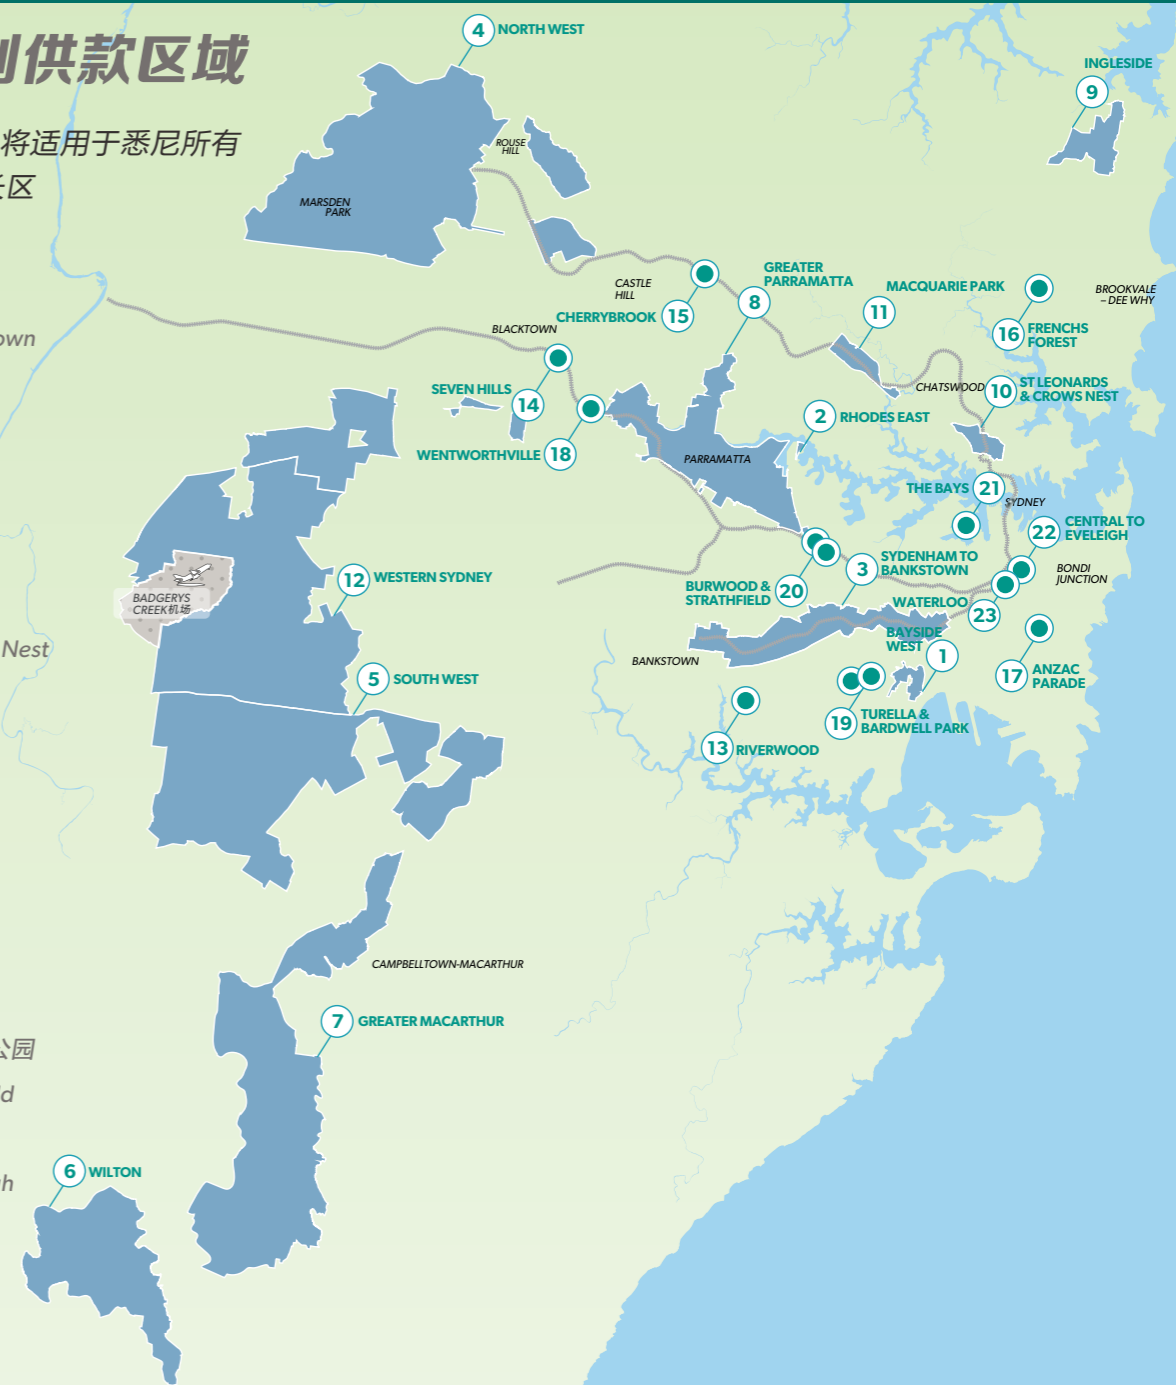 供款区域
将适用于悉尼所有
区
own
Nest
公园
d
h
4 NORTH WEST
INGLESIDE
9
ROUSE
HILL
MARSDEN
PARK
CASTLE
HILL
GREATER
PARRAMATTA
8
MACQUARIE PARK
11
BROOKVALE
– DEE WHY
CHERRYBROOK 15
16 FRENCHS
FOREST
BLACKTOWN
SEVEN HILLS
14
CHATSWOOD
10 ST LEONARDS
& CROWS NEST
2 RHODES EAST
WENTWORTHVILLE 18
PARRAMATTA
THE BAYS 21
SYDNEY
22 CENTRAL TO
EVELEIGH
3 SYDENHAM TO
BANKSTOWN
BONDI
JUNCTION
12 WESTERN SYDNEY
BURWOOD &
STRATHFIELD 20
BADGERYS
CREEK机场
WATERLOO
23
BAYSIDE
WEST
1
BANKSTOWN
5 SOUTH WEST
17 ANZAC
PARADE
19 TURELLA &
BARDWELL PARK
13 RIVERWOOD
CAMPBELLTOWN-MACARTHUR
7 GREATER MACARTHUR
6 WILTON